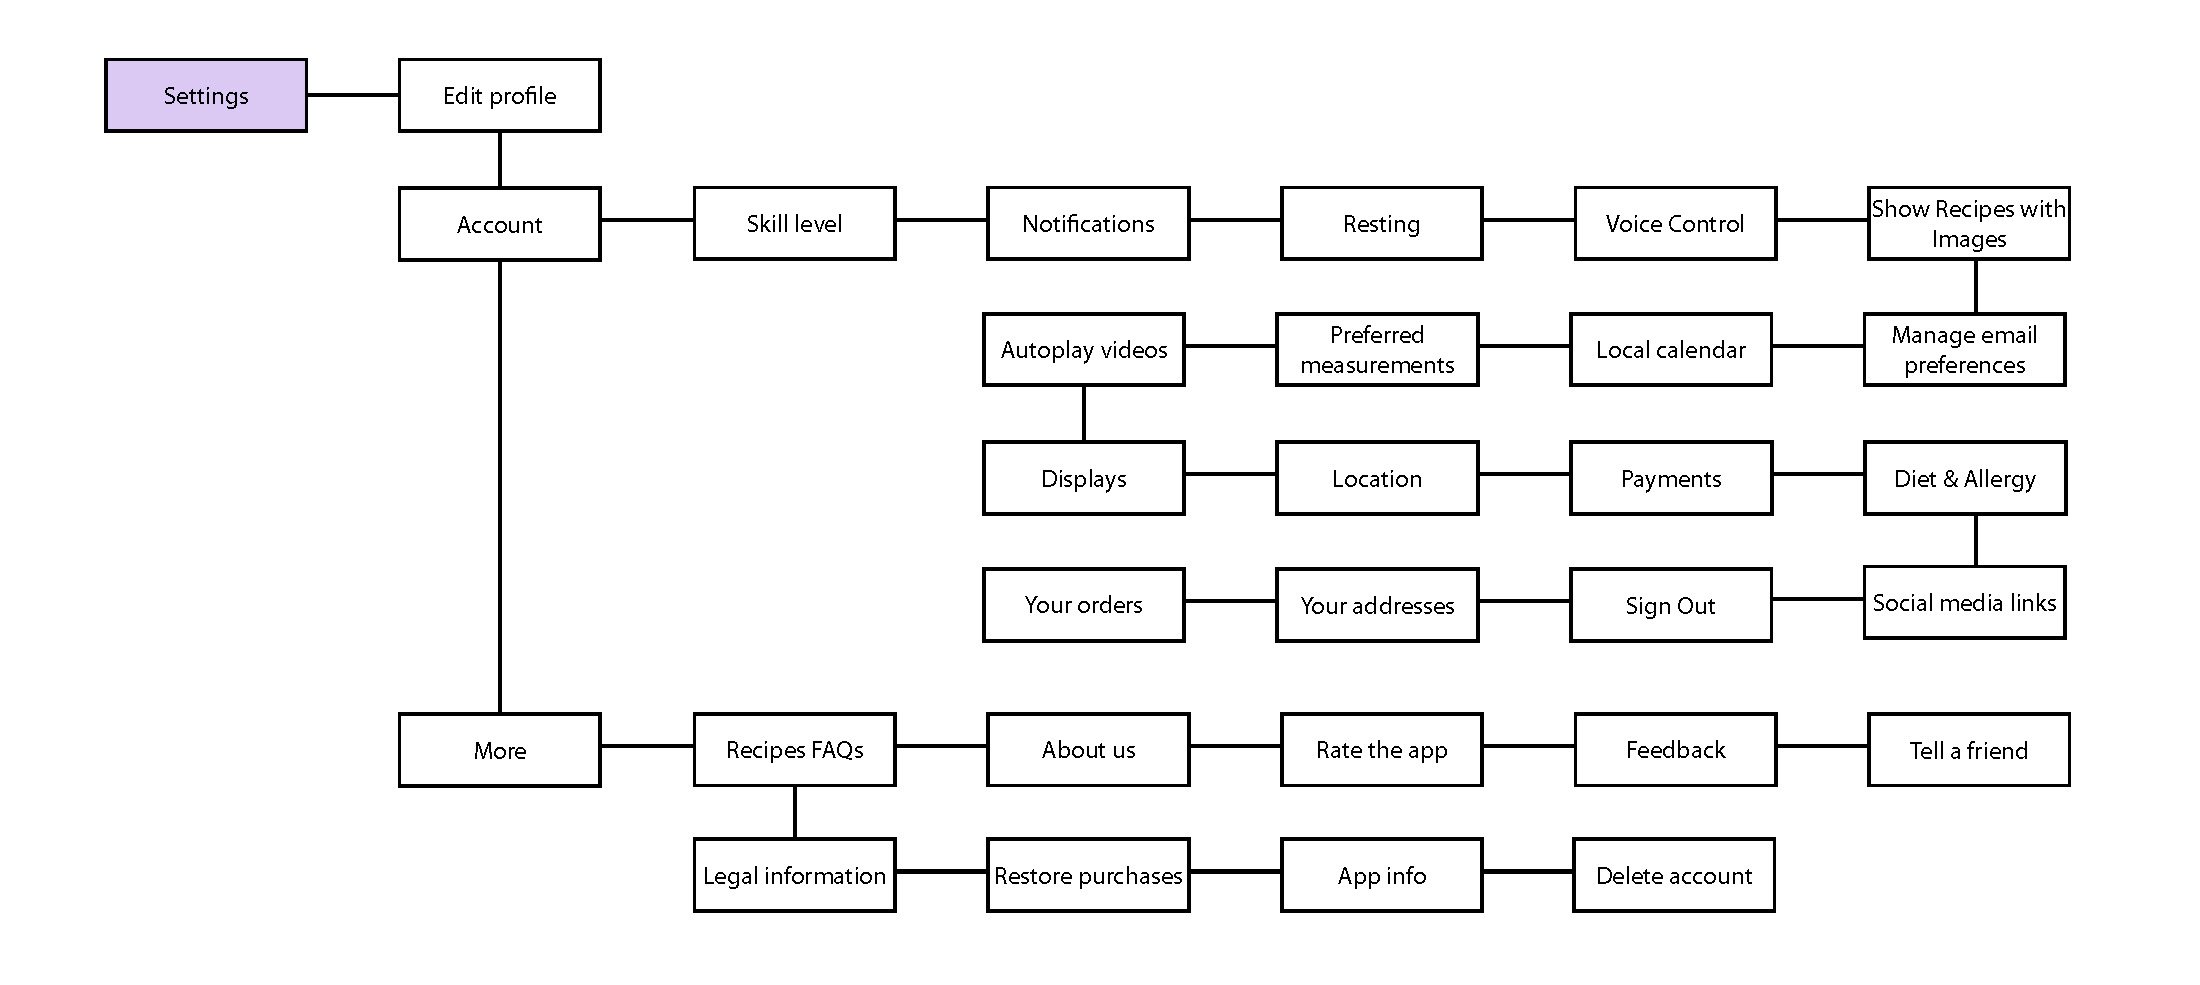 Settings
Edit profile
Account
Skill level
Notifications
Resting
Voice Control
Show Recipes with
Images
Autoplay videos
Preferred
measurements
Local calendar
Manage email
preferences
Displays
Location
Payments
Diet & Allergy
Your orders
Your addresses
Sign Out
Social media links
More
Recipes FAQs
About us
Rate the app
Feedback
Tell a friend
Legal information
Restore purchases
App info
Delete account